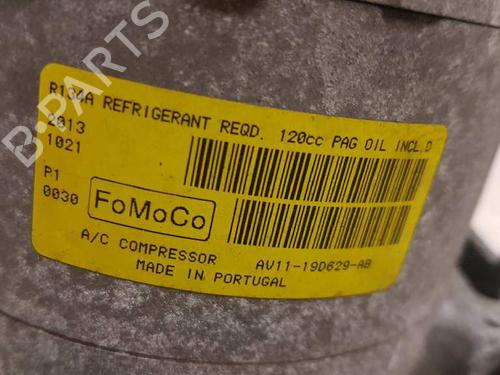 B-PARTS
R134A REFRIGERANT REQD. 120cc PAG OIL INCL.D
2013
1021
P1
0030
FoMoCo
A/C COMPRESSOR
AV11-19D629-AB
MADE IN PORTUGAL